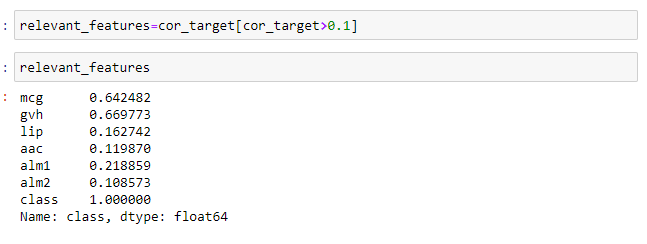 : relevant_features=cor_target[cor_target>0.1]
: relevant_features
: mcg 0.642482
gvh 0.669773
lip 0.162742
aac 0.119870
alm1 0.218859
alm2 0.108573
class 1.000000
Name: class, dtype: float64